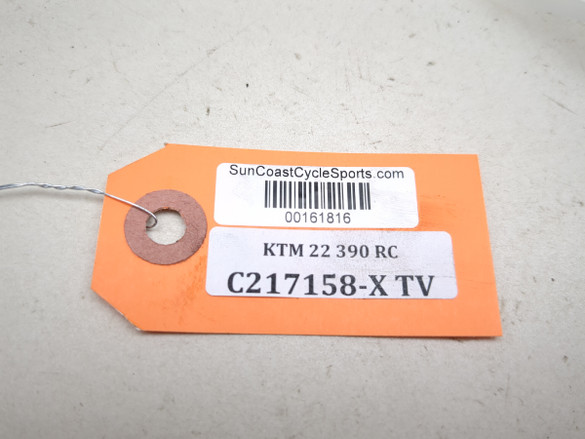 SunCoastCycleSports.com
00161816
KTM 22 390 RC
C217158-X TV